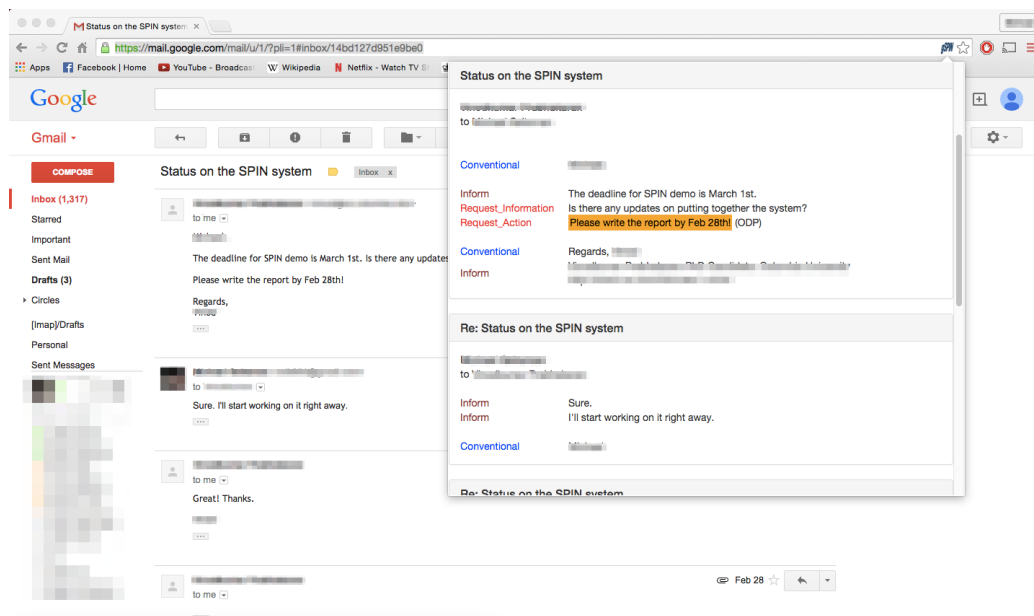 Status on the SPIN system ×
https://mail.google.com/mail/u/1/?pli=1#inbox/14bd127d951e9be0
Apps Facebook | Home YouTube - Broadcast Wikipedia Netflix - Watch TV
Google
Gmail
COMPOSE
Inbox (1,317)
Starred
Important
Sent Mail
Drafts (3)
Circles
[Imap]/Drafts
Personal
Sent Messages
Status on the SPIN system Inbox x
to me
The deadline for SPIN demo is March 1st. Is there any updates
Please write the report by Feb 28th!
Regards,
to
Sure. I'll start working on it right away.
to me
Great! Thanks.
Feb 28
to me
Status on the SPIN system
to
Conventional
Inform The deadline for SPIN demo is March 1st.
Request_Information Is there any updates on putting together the system?
Request_Action Please write the report by Feb 28th! (ODP)
Conventional Regards,
Inform
Re: Status on the SPIN system
to
Inform Sure.
Inform I'll start working on it right away.
Conventional
Re: Status on the SPIN system